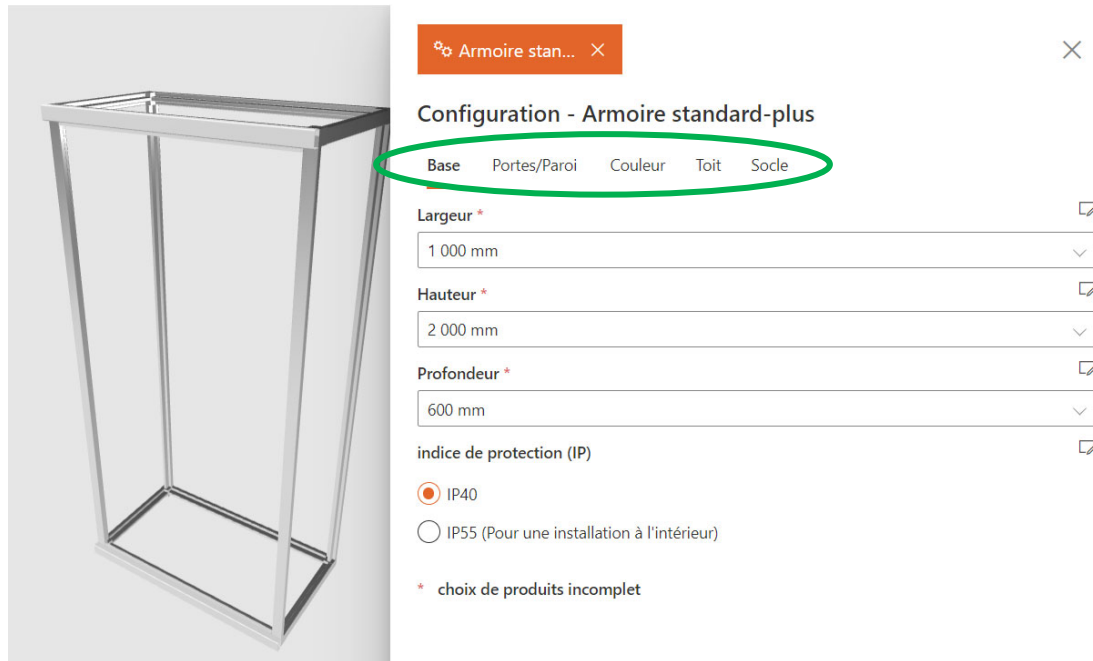 Armoire stan...
Configuration - Armoire standard-plus
Base Portes/Paroi Couleur Toit Socle
Largeur *
1 000 mm
Hauteur *
2 000 mm
Profondeur *
600 mm
indice de protection (IP)
IP40
IP55 (Pour une installation à l'intérieur)
* choix de produits incomplet